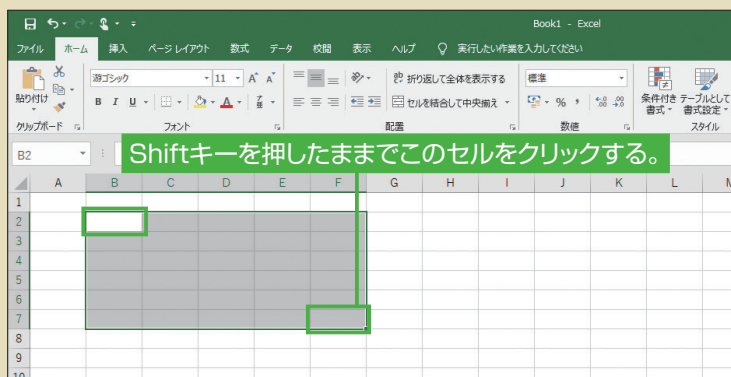 Book1 - Excel
ファイル ホーム 挿入 ページ レイアウト 数式 データ 校閲 表示 ヘルプ 実行したい作業を入力してください
游ゴシック 11 A A 折り返して全体を表示する 標準
貼り付け B I U A セルを結合して中央揃え % 条件付き 書式 テーブルとして 書式設定
クリップボード フォント 配置 数値 スタイル
B2
Shiftキーを押したままでこのセルをクリックする。
A B C D E F G H I J K L
1
2
3
4
5
6
7
8
9
10